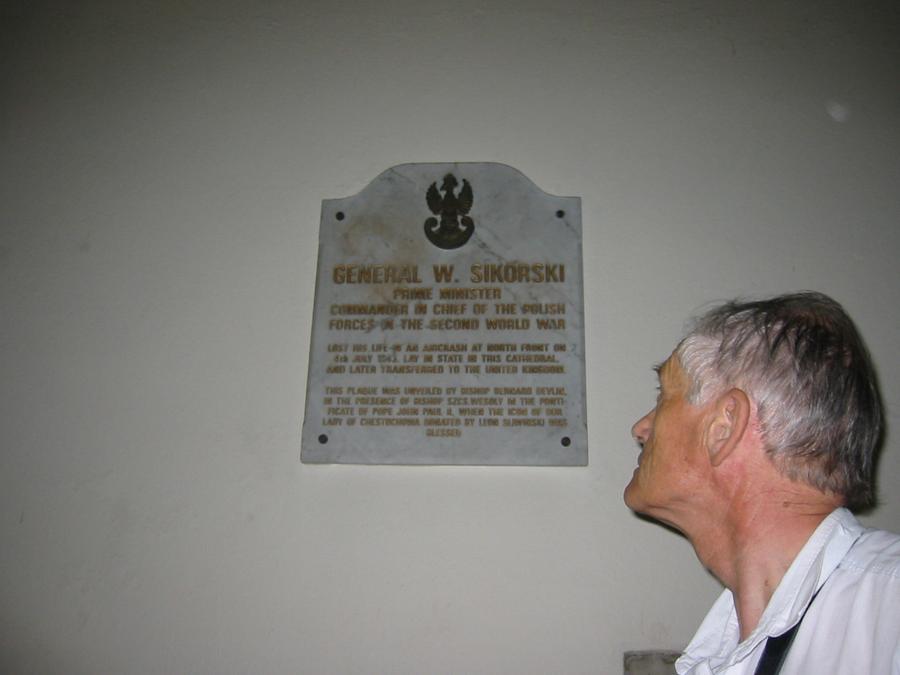 GENERAL W. SIKORSKI
PRIME MINISTER
COMMANDER IN CHIEF OF THE POLISH
FORCES IN THE SECOND WORLD WAR
LOST HIS LIFE IN AN AIRCRASH AT NORTH FRONT ON
4th JULY 1943. LAY IN STATE IN THIS CATHEDRAL,
AND LATER TRANSFERRED TO THE UNITED KINGDOM.
THIS PLAQUE WAS UNVEILED BY BISHOP BERNARD DEVLIN,
IN THE PRESENCE OF BISHOP SZCS. WESOLY IN THE PONTI-
FICATE OF POPE JOHN PAUL II, WHEN THE ICON OF OUR
LADY OF CHESTOCHOWA DONATED BY LEON SLIWINSKI WAS
BLESSED